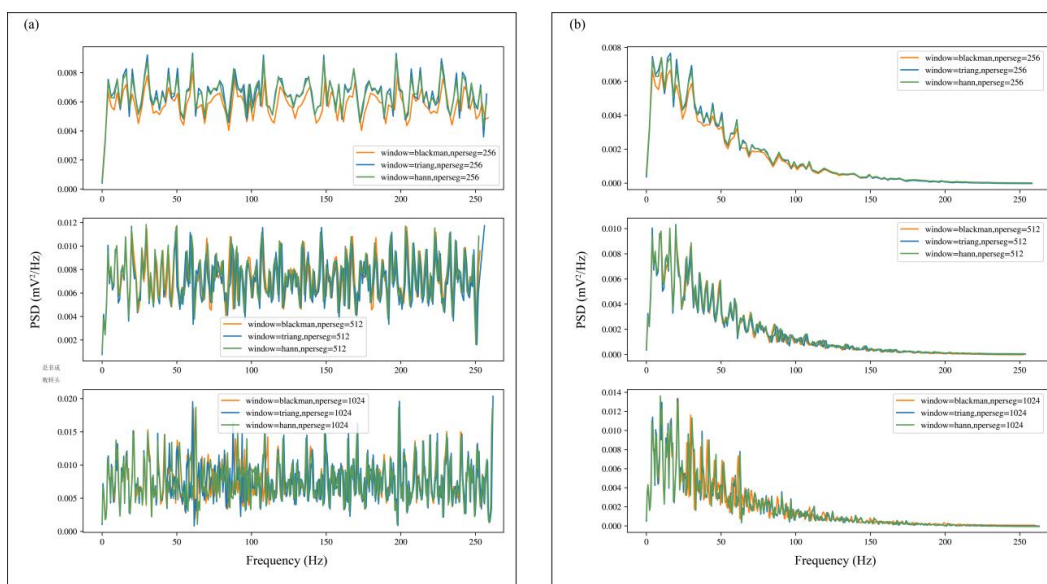 (a)
0.008
0.006
0.004
0.002
0.000
window=blackman,nperseg=256
window=triang,nperseg=256
window=hann,nperseg=256
0 50 100 150 200 250
0.012
0.010
0.008
0.006
0.004
0.002
window=blackman,nperseg=512
window=triang,nperseg=512
window=hann,nperseg=512
0 50 100 150 200 250
PSD (mV²/Hz)
0.020
0.015
0.010
0.005
0.000
window=blackman,nperseg=1024
window=triang,nperseg=1024
window=hann,nperseg=1024
0 50 100 150 200 250
Frequency (Hz)
(b)
0.008
0.006
0.004
0.002
0.000
window=blackman,nperseg=256
window=triang,nperseg=256
window=hann,nperseg=256
0 50 100 150 200 250
0.010
0.008
0.006
0.004
0.002
0.000
window=blackman,nperseg=512
window=triang,nperseg=512
window=hann,nperseg=512
0 50 100 150 200 250
PSD (mV²/Hz)
0.014
0.012
0.010
0.008
0.006
0.004
0.002
0.000
window=blackman,nperseg=1024
window=triang,nperseg=1024
window=hann,nperseg=1024
0 50 100 150 200 250
Frequency (Hz)